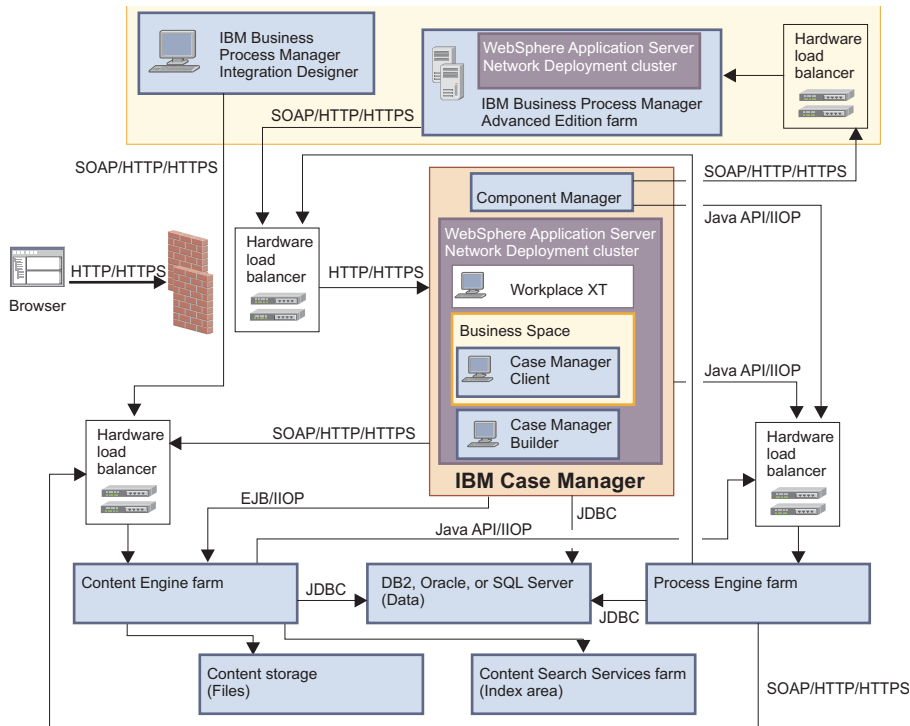 IBM Business
Process Manager
Integration Designer
WebSphere Application Server
Network Deployment cluster
IBM Business Process Manager
Advanced Edition farm
Hardware
load
balancer
SOAP/HTTP/HTTPS
SOAP/HTTP/HTTPS
SOAP/HTTP/HTTPS
Component Manager
Java API/IIOP
WebSphere Application Server
Network Deployment cluster
Hardware
load
balancer
HTTP/HTTPS
HTTP/HTTPS
Browser
Workplace XT
Business Space
Case Manager
Client
Java API/IIOP
Case Manager
Builder
IBM Case Manager
Hardware
load
balancer
SOAP/HTTP/HTTPS
Hardware
load
balancer
EJB/IIOP
JDBC
Java API/IIOP
Content Engine farm
JDBC
DB2, Oracle, or SQL Server
(Data)
JDBC
Process Engine farm
Content storage
(Files)
Content Search Services farm
(Index area)
SOAP/HTTP/HTTPS